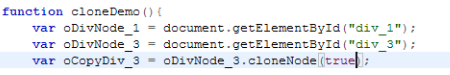 function cloneDemo(){
var oDivNode_1 = document.getElementById("div_1");
var oDivNode_3 = document.getElementById("div_3");
var oCopyDiv_3 = oDivNode_3.cloneNode(true);